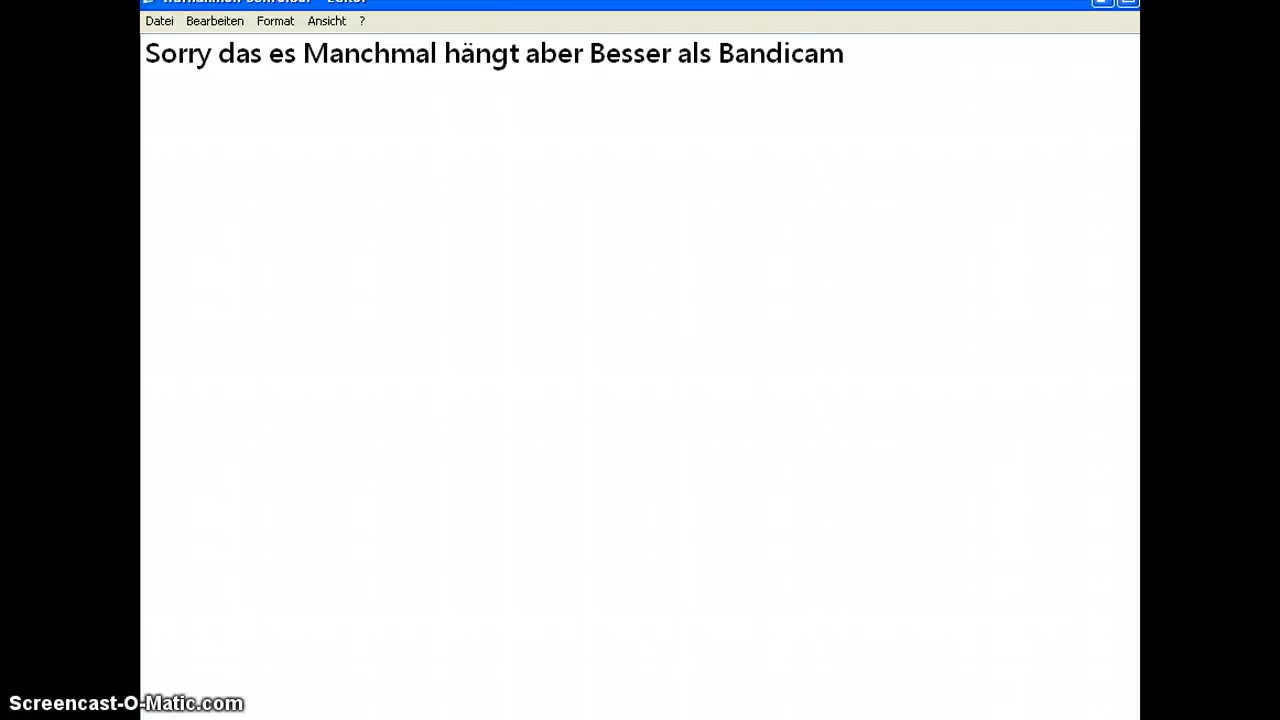 Datei Bearbeiten Format Ansicht ?
Sorry das es Manchmal hängt aber Besser als Bandicam
Screencast-O-Matic.com